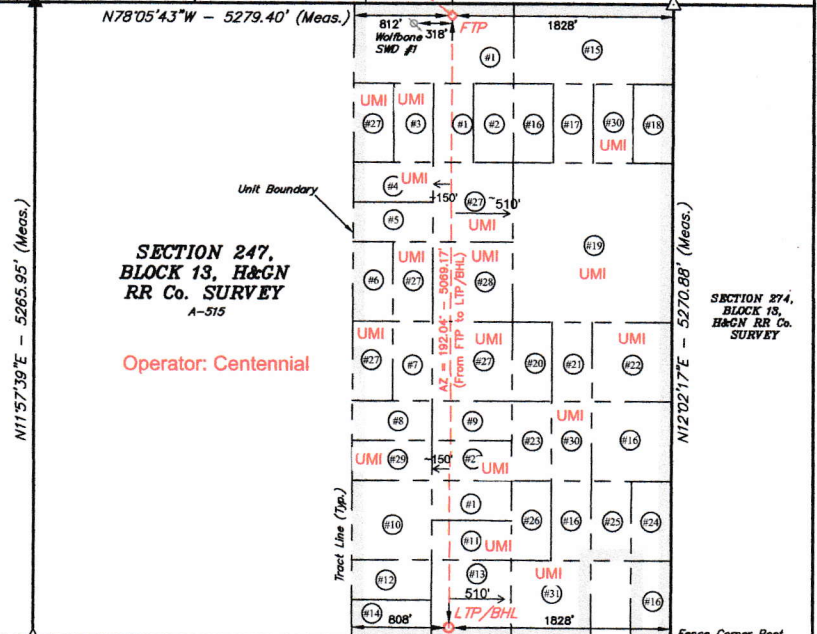 N78°05'43"W - 5279.40' (Meas.)
812'
FTP
1828'
Wolfbone
SWD #1
318'
#1
#15
UMI
UMI
#27
#3
#1
#2
#16
#17
#30
#18
UMI
#4
UMI
Unit Boundary
~150'
#27
~510'
#5
UMI
#19
UMI
N11°57'39"E - 5265.95' (Meas.)
SECTION 247,
BLOCK 13, H&GN
RR Co. SURVEY
A-515
UMI
UMI
#6
#27
#28
AZ = 192.04° - 5069.17'
(From FTP to LTP/BHL)
N12°02'17"E - 5270.88' (Meas.)
SECTION 274,
BLOCK 13,
H&GN RR Co.
SURVEY
Operator: Centennial
UMI
UMI
UMI
#27
#7
#27
#20
#21
#22
#8
#9
UMI
#23
#30
#16
UMI
#29
~150'
#2
UMI
Tract Line (Typ.)
#10
#1
#26
#16
#25
#24
#11
UMI
#12
#13
UMI
510'
#31
#16
#14
808'
LTP/BHL
1828'
Fence Corner Post